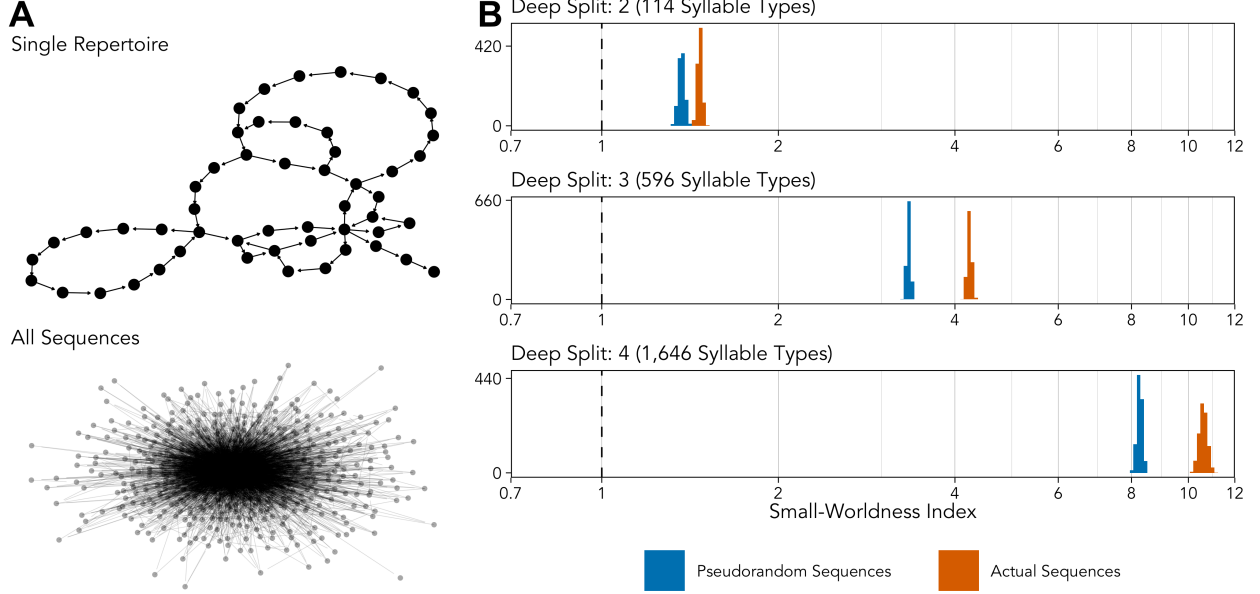 A
Single Repertoire
All Sequences
B
Deep Split: 2 (114 Syllable Types)
420
0
0.7 1 2 4 6 8 10 12
Deep Split: 3 (596 Syllable Types)
660
0
0.7 1 2 4 6 8 10 12
Deep Split: 4 (1,646 Syllable Types)
440
0
0.7 1 2 4 6 8 10 12
Small-Worldness Index
Pseudorandom Sequences
Actual Sequences